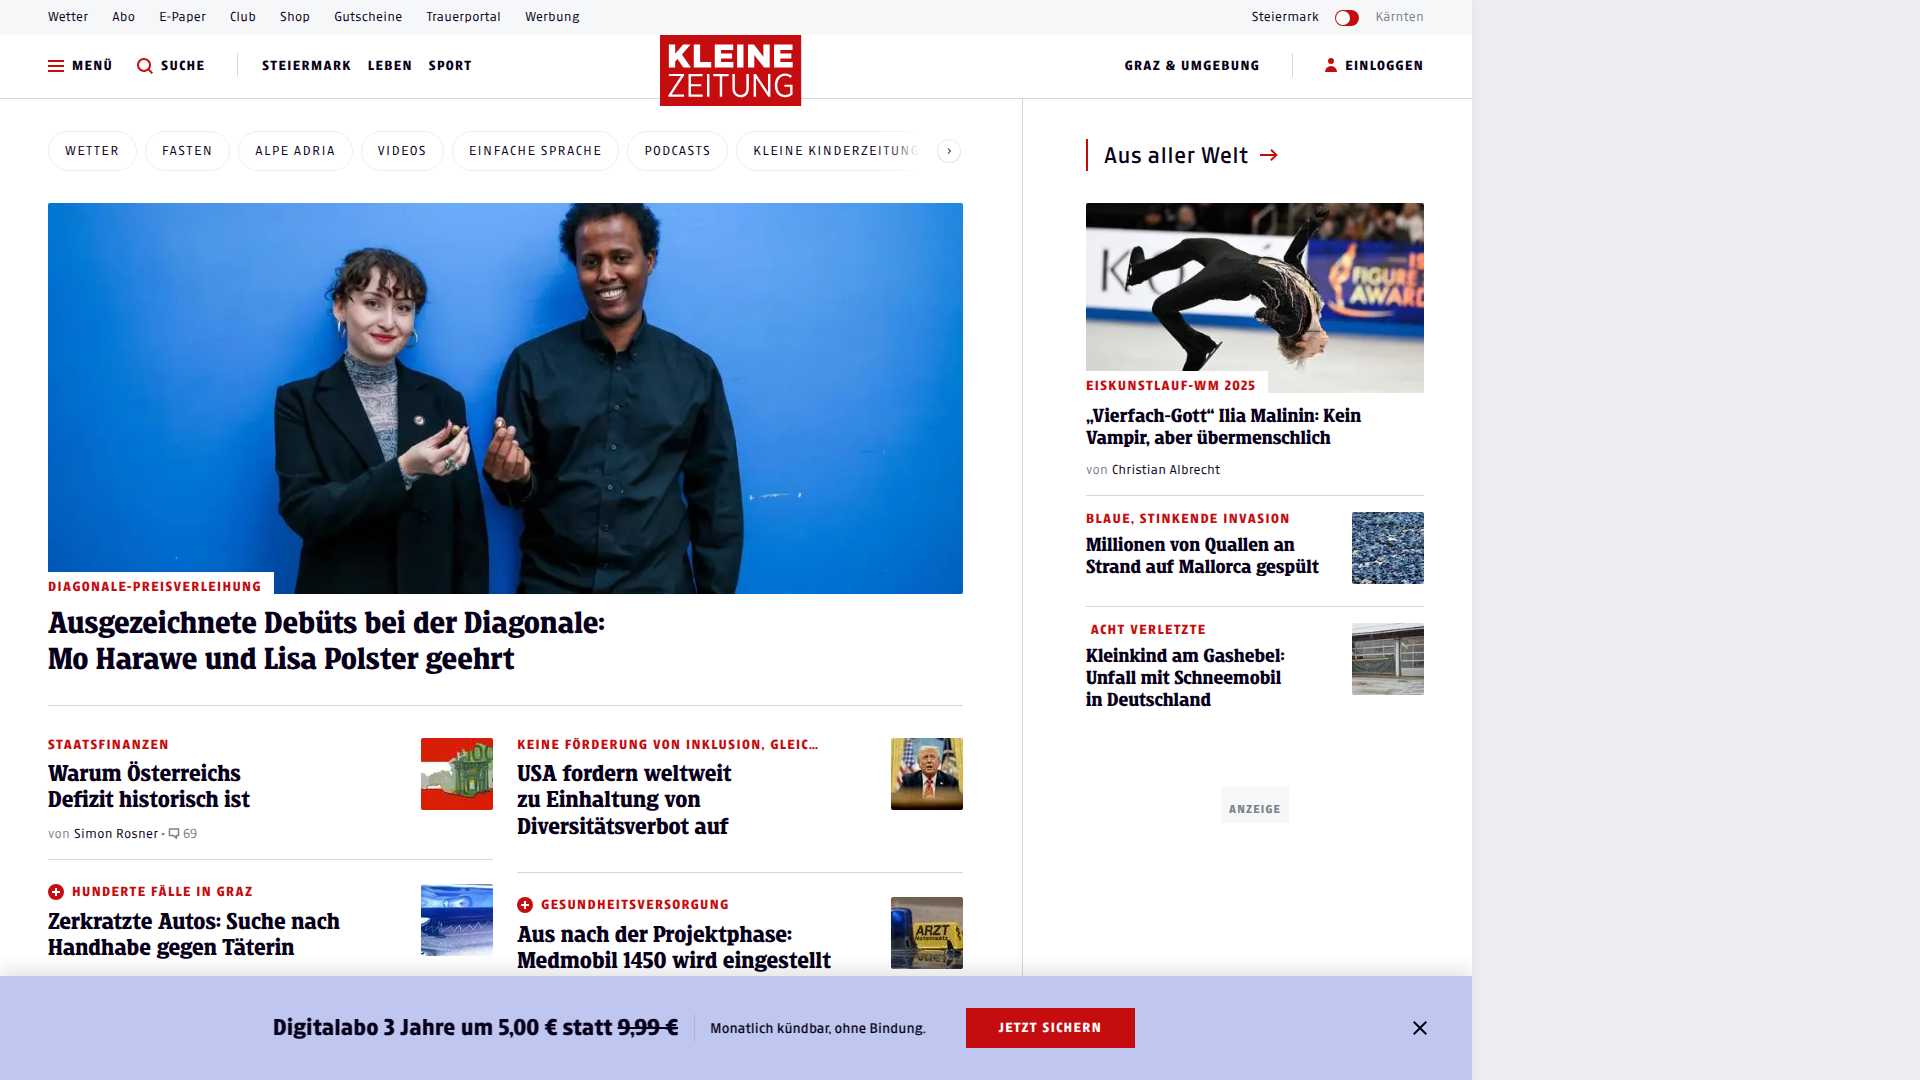 Wetter
Abo
E-Paper
Club
Shop
Gutscheine
Trauerportal
Werbung
Steiermark
Kärnten
MENÜ
SUCHE
STEIERMARK
LEBEN
SPORT
KLEINE
ZEITUNG
GRAZ & UMGEBUNG
EINLOGGEN
WETTER
FASTEN
ALPE ADRIA
VIDEOS
EINFACHE SPRACHE
PODCASTS
KLEINE KINDERZEITUNG
DIAGONALE-PREISVERLEIHUNG
Ausgezeichnete Debüts bei der Diagonale:
Mo Harawe und Lisa Polster geehrt
STAATSFINANZEN
Warum Österreichs
Defizit historisch ist
von Simon Rosner • 69
HUNDERTE FÄLLE IN GRAZ
Zerkratzte Autos: Suche nach
Handhabe gegen Täterin
KEINE FÖRDERUNG VON INKLUSION, GLEIC...
USA fordern weltweit
zu Einhaltung von
Diversitätsverbot auf
GESUNDHEITSVERSORGUNG
Aus nach der Projektphase:
Medmobil 1450 wird eingestellt
ARZT
Aus aller Welt
FIGURE
AWARD
EISKUNSTLAUF-WM 2025
„Vierfach-Gott“ Ilia Malinin: Kein
Vampir, aber übermenschlich
von Christian Albrecht
BLAUE, STINKENDE INVASION
Millionen von Quallen an
Strand auf Mallorca gespült
ACHT VERLETZTE
Kleinkind am Gashebel:
Unfall mit Schneemobil
in Deutschland
ANZEIGE
Digitalabo 3 Jahre um 5,00 € statt 9,99 €
Monatlich kündbar, ohne Bindung.
JETZT SICHERN